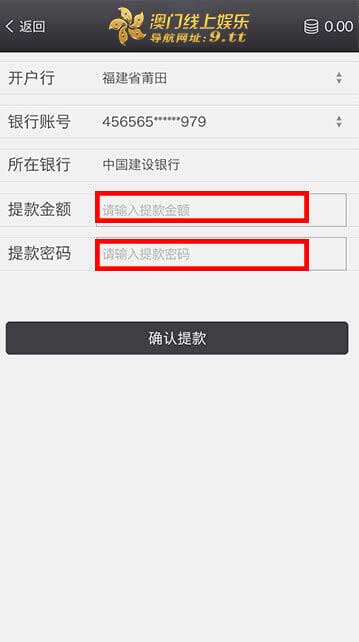 返回
澳门线上娱乐
导航网址:9.tt
0.00
开户行 福建省莆田
银行账号 456565******979
所在银行 中国建设银行
提款金额 请输入提款金额
提款密码 请输入提款密码
确认提款